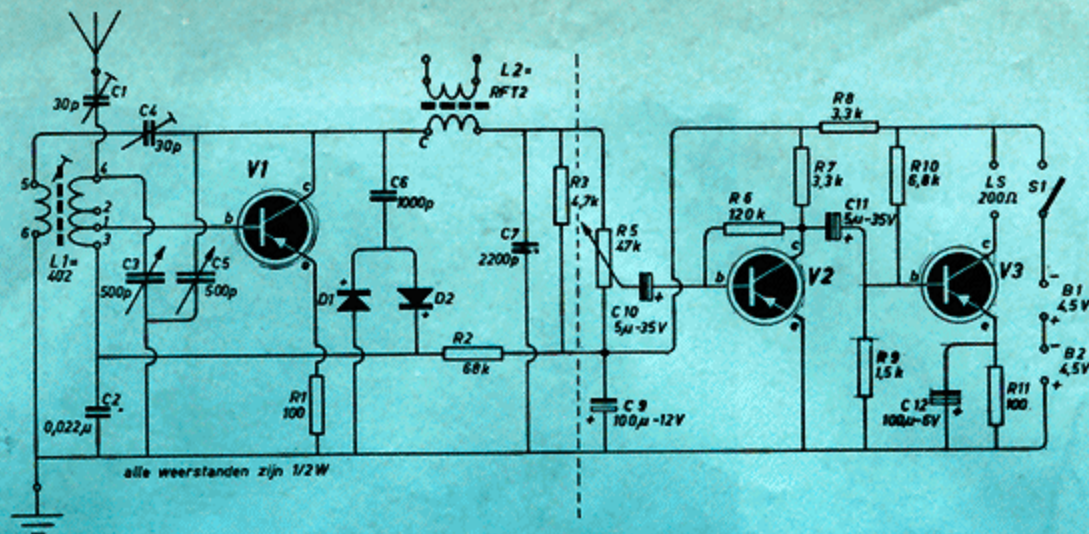 C1
30p
C4
30p
L2=
RFT2
c
5
6
4
2
1
3
L1=
402
V1
b
c
e
C3
500p
C5
500p
C6
1000p
D1
+
D2
+
C7
2200p
R3
4,7k
R5
47k
C10
5µ-35V
+
R2
68k
C2
0,022µ
R1
100
C9
100µ-12V
+
R8
3,3k
R7
3,3k
R6
120k
C11
5µ-35V
+
R10
6,8k
LS
200Ω
S1
b
c
e
V2
b
c
e
V3
R9
1,5k
C12
100µ-6V
+
R11
100
-
B1
4,5V
+
-
B2
4,5V
+
alle weerstanden zijn 1/2W